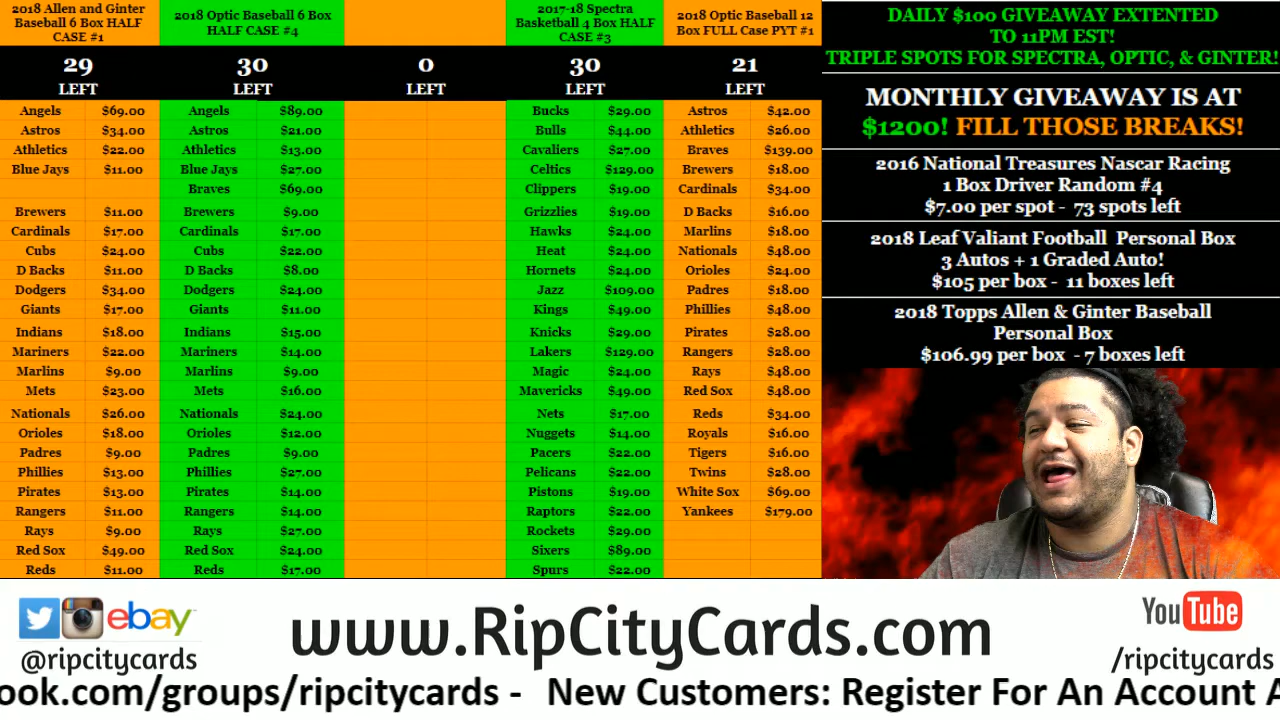 2018 Allen and Ginter
Baseball 6 Box HALF
CASE #1
29
LEFT
Angels $69.00
Astros $34.00
Athletics $22.00
Blue Jays $11.00
Brewers $11.00
Cardinals $17.00
Cubs $24.00
D Backs $11.00
Dodgers $34.00
Giants $17.00
Indians $18.00
Mariners $22.00
Marlins $9.00
Mets $23.00
Nationals $26.00
Orioles $18.00
Padres $9.00
Phillies $13.00
Pirates $13.00
Rangers $11.00
Rays $9.00
Red Sox $49.00
Reds $11.00
2018 Optic Baseball 6 Box
HALF CASE #4
30
LEFT
Angels $89.00
Astros $21.00
Athletics $13.00
Blue Jays $27.00
Braves $69.00
Brewers $9.00
Cardinals $17.00
Cubs $22.00
D Backs $8.00
Dodgers $24.00
Giants $11.00
Indians $15.00
Mariners $14.00
Marlins $9.00
Mets $16.00
Nationals $24.00
Orioles $12.00
Padres $9.00
Phillies $27.00
Pirates $14.00
Rangers $14.00
Rays $27.00
Red Sox $24.00
Reds $17.00
0
LEFT
2017-18 Spectra
Basketball 4 Box HALF
CASE #3
30
LEFT
Bucks $29.00
Bulls $44.00
Cavaliers $27.00
Celtics $129.00
Clippers $19.00
Grizzlies $19.00
Hawks $24.00
Heat $24.00
Hornets $24.00
Jazz $109.00
Kings $49.00
Knicks $29.00
Lakers $129.00
Magic $24.00
Mavericks $49.00
Nets $17.00
Nuggets $14.00
Pacers $22.00
Pelicans $22.00
Pistons $19.00
Raptors $22.00
Rockets $29.00
Sixers $89.00
Spurs $22.00
2018 Optic Baseball 12
Box FULL Case PYT #1
21
LEFT
Astros $42.00
Athletics $26.00
Braves $139.00
Brewers $18.00
Cardinals $34.00
D Backs $16.00
Marlins $18.00
Nationals $48.00
Orioles $24.00
Padres $18.00
Phillies $48.00
Pirates $28.00
Rangers $28.00
Rays $48.00
Red Sox $48.00
Reds $34.00
Royals $16.00
Tigers $16.00
Twins $28.00
White Sox $69.00
Yankees $179.00
DAILY $100 GIVEAWAY EXTENTED
TO 11PM EST!
TRIPLE SPOTS FOR SPECTRA, OPTIC, & GINTER!
MONTHLY GIVEAWAY IS AT
$1200! FILL THOSE BREAKS!
2016 National Treasures Nascar Racing
1 Box Driver Random #4
$7.00 per spot - 73 spots left
2018 Leaf Valiant Football Personal Box
3 Autos + 1 Graded Auto!
$105 per box - 11 boxes left
2018 Topps Allen & Ginter Baseball
Personal Box
$106.99 per box - 7 boxes left
ebay
@ripcitycards
www.RipCityCards.com
YouTube
/ripcitycards
ook.com/groups/ripcitycards - New Customers: Register For An Account A